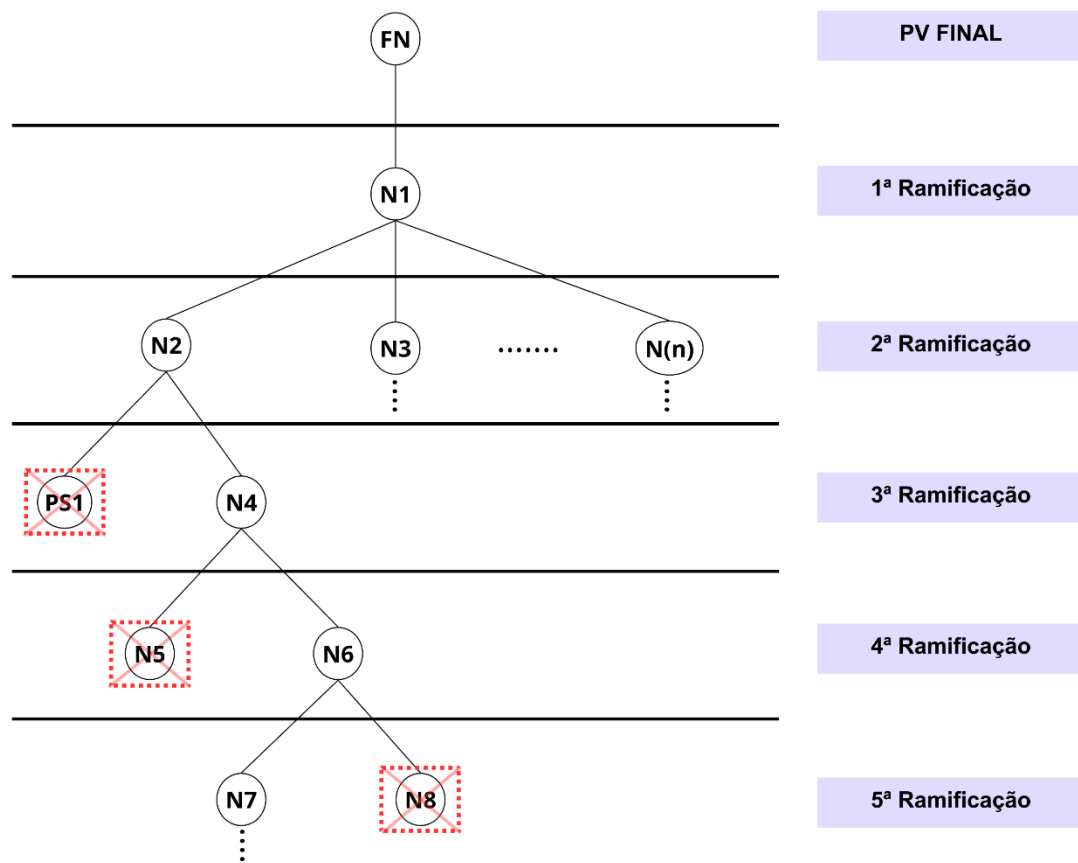 FN
PV FINAL
N1
1ª Ramificação
N2
N3
.......
N(n)
2ª Ramificação
PS1
N4
3ª Ramificação
N5
N6
4ª Ramificação
N7
N8
5ª Ramificação